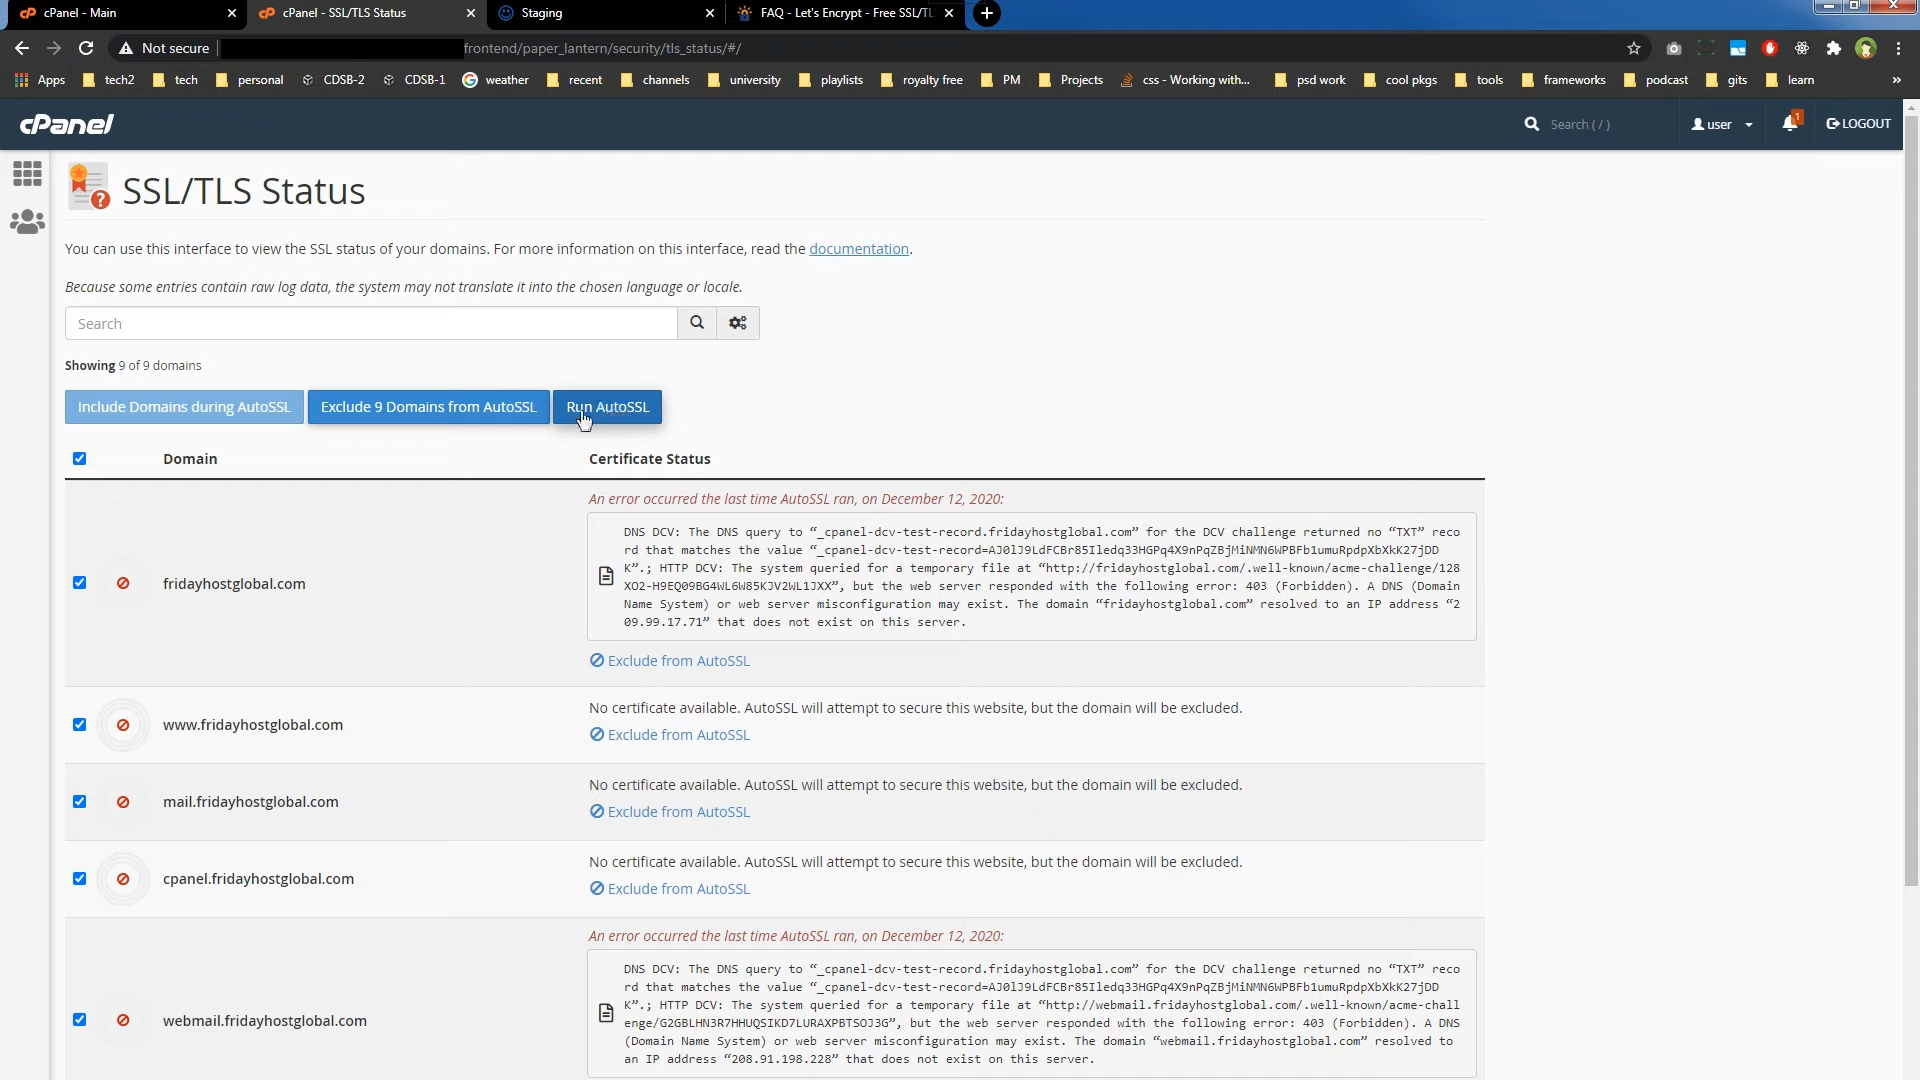 cPanel - Main
cPanel - SSL/TLS Status
Staging
FAQ - Let's Encrypt - Free SSL/TL
Not secure
frontend/paper_lantern/security/tls_status/#/
Apps
tech2
tech
personal
CDSB-2
CDSB-1
weather
recent
channels
university
playlists
royalty free
PM
Projects
css - Working with...
psd work
cool pkgs
tools
frameworks
podcast
gits
learn
»
cPanel
Search ( / )
user
1
LOGOUT
SSL/TLS Status
You can use this interface to view the SSL status of your domains. For more information on this interface, read the documentation.
Because some entries contain raw log data, the system may not translate it into the chosen language or locale.
Search
Showing 9 of 9 domains
Include Domains during AutoSSL
Exclude 9 Domains from AutoSSL
Run AutoSSL
Domain
Certificate Status
fridayhostglobal.com
An error occurred the last time AutoSSL ran, on December 12, 2020:
DNS DCV: The DNS query to “_cpanel-dcv-test-record.fridayhostglobal.com” for the DCV challenge returned no “TXT” reco
rd that matches the value “_cpanel-dcv-test-record=AJ0lJ9LdFCBr85Iledq33HGPq4X9nPqZBjMiNMN6WPBFb1umuRpdpXbXkK27jDD
K”.; HTTP DCV: The system queried for a temporary file at “http://fridayhostglobal.com/.well-known/acme-challenge/128
XO2-H9EQ09BG4WL6W85KJV2WL1JXX”, but the web server responded with the following error: 403 (Forbidden). A DNS (Domain
Name System) or web server misconfiguration may exist. The domain “fridayhostglobal.com” resolved to an IP address “2
09.99.17.71” that does not exist on this server.
Exclude from AutoSSL
www.fridayhostglobal.com
No certificate available. AutoSSL will attempt to secure this website, but the domain will be excluded.
Exclude from AutoSSL
mail.fridayhostglobal.com
No certificate available. AutoSSL will attempt to secure this website, but the domain will be excluded.
Exclude from AutoSSL
cpanel.fridayhostglobal.com
No certificate available. AutoSSL will attempt to secure this website, but the domain will be excluded.
Exclude from AutoSSL
webmail.fridayhostglobal.com
An error occurred the last time AutoSSL ran, on December 12, 2020:
DNS DCV: The DNS query to “_cpanel-dcv-test-record.fridayhostglobal.com” for the DCV challenge returned no “TXT” reco
rd that matches the value “_cpanel-dcv-test-record=AJ0lJ9LdFCBr85Iledq33HGPq4X9nPqZBjMiNMN6WPBFb1umuRpdpXbXkK27jDD
K”.; HTTP DCV: The system queried for a temporary file at “http://webmail.fridayhostglobal.com/.well-known/acme-chall
enge/G2GBLHN3R7HHUQSIKD7LURAXPBTSOJ3G”, but the web server responded with the following error: 403 (Forbidden). A DNS
(Domain Name System) or web server misconfiguration may exist. The domain “webmail.fridayhostglobal.com” resolved to
an IP address “208.91.198.228” that does not exist on this server.